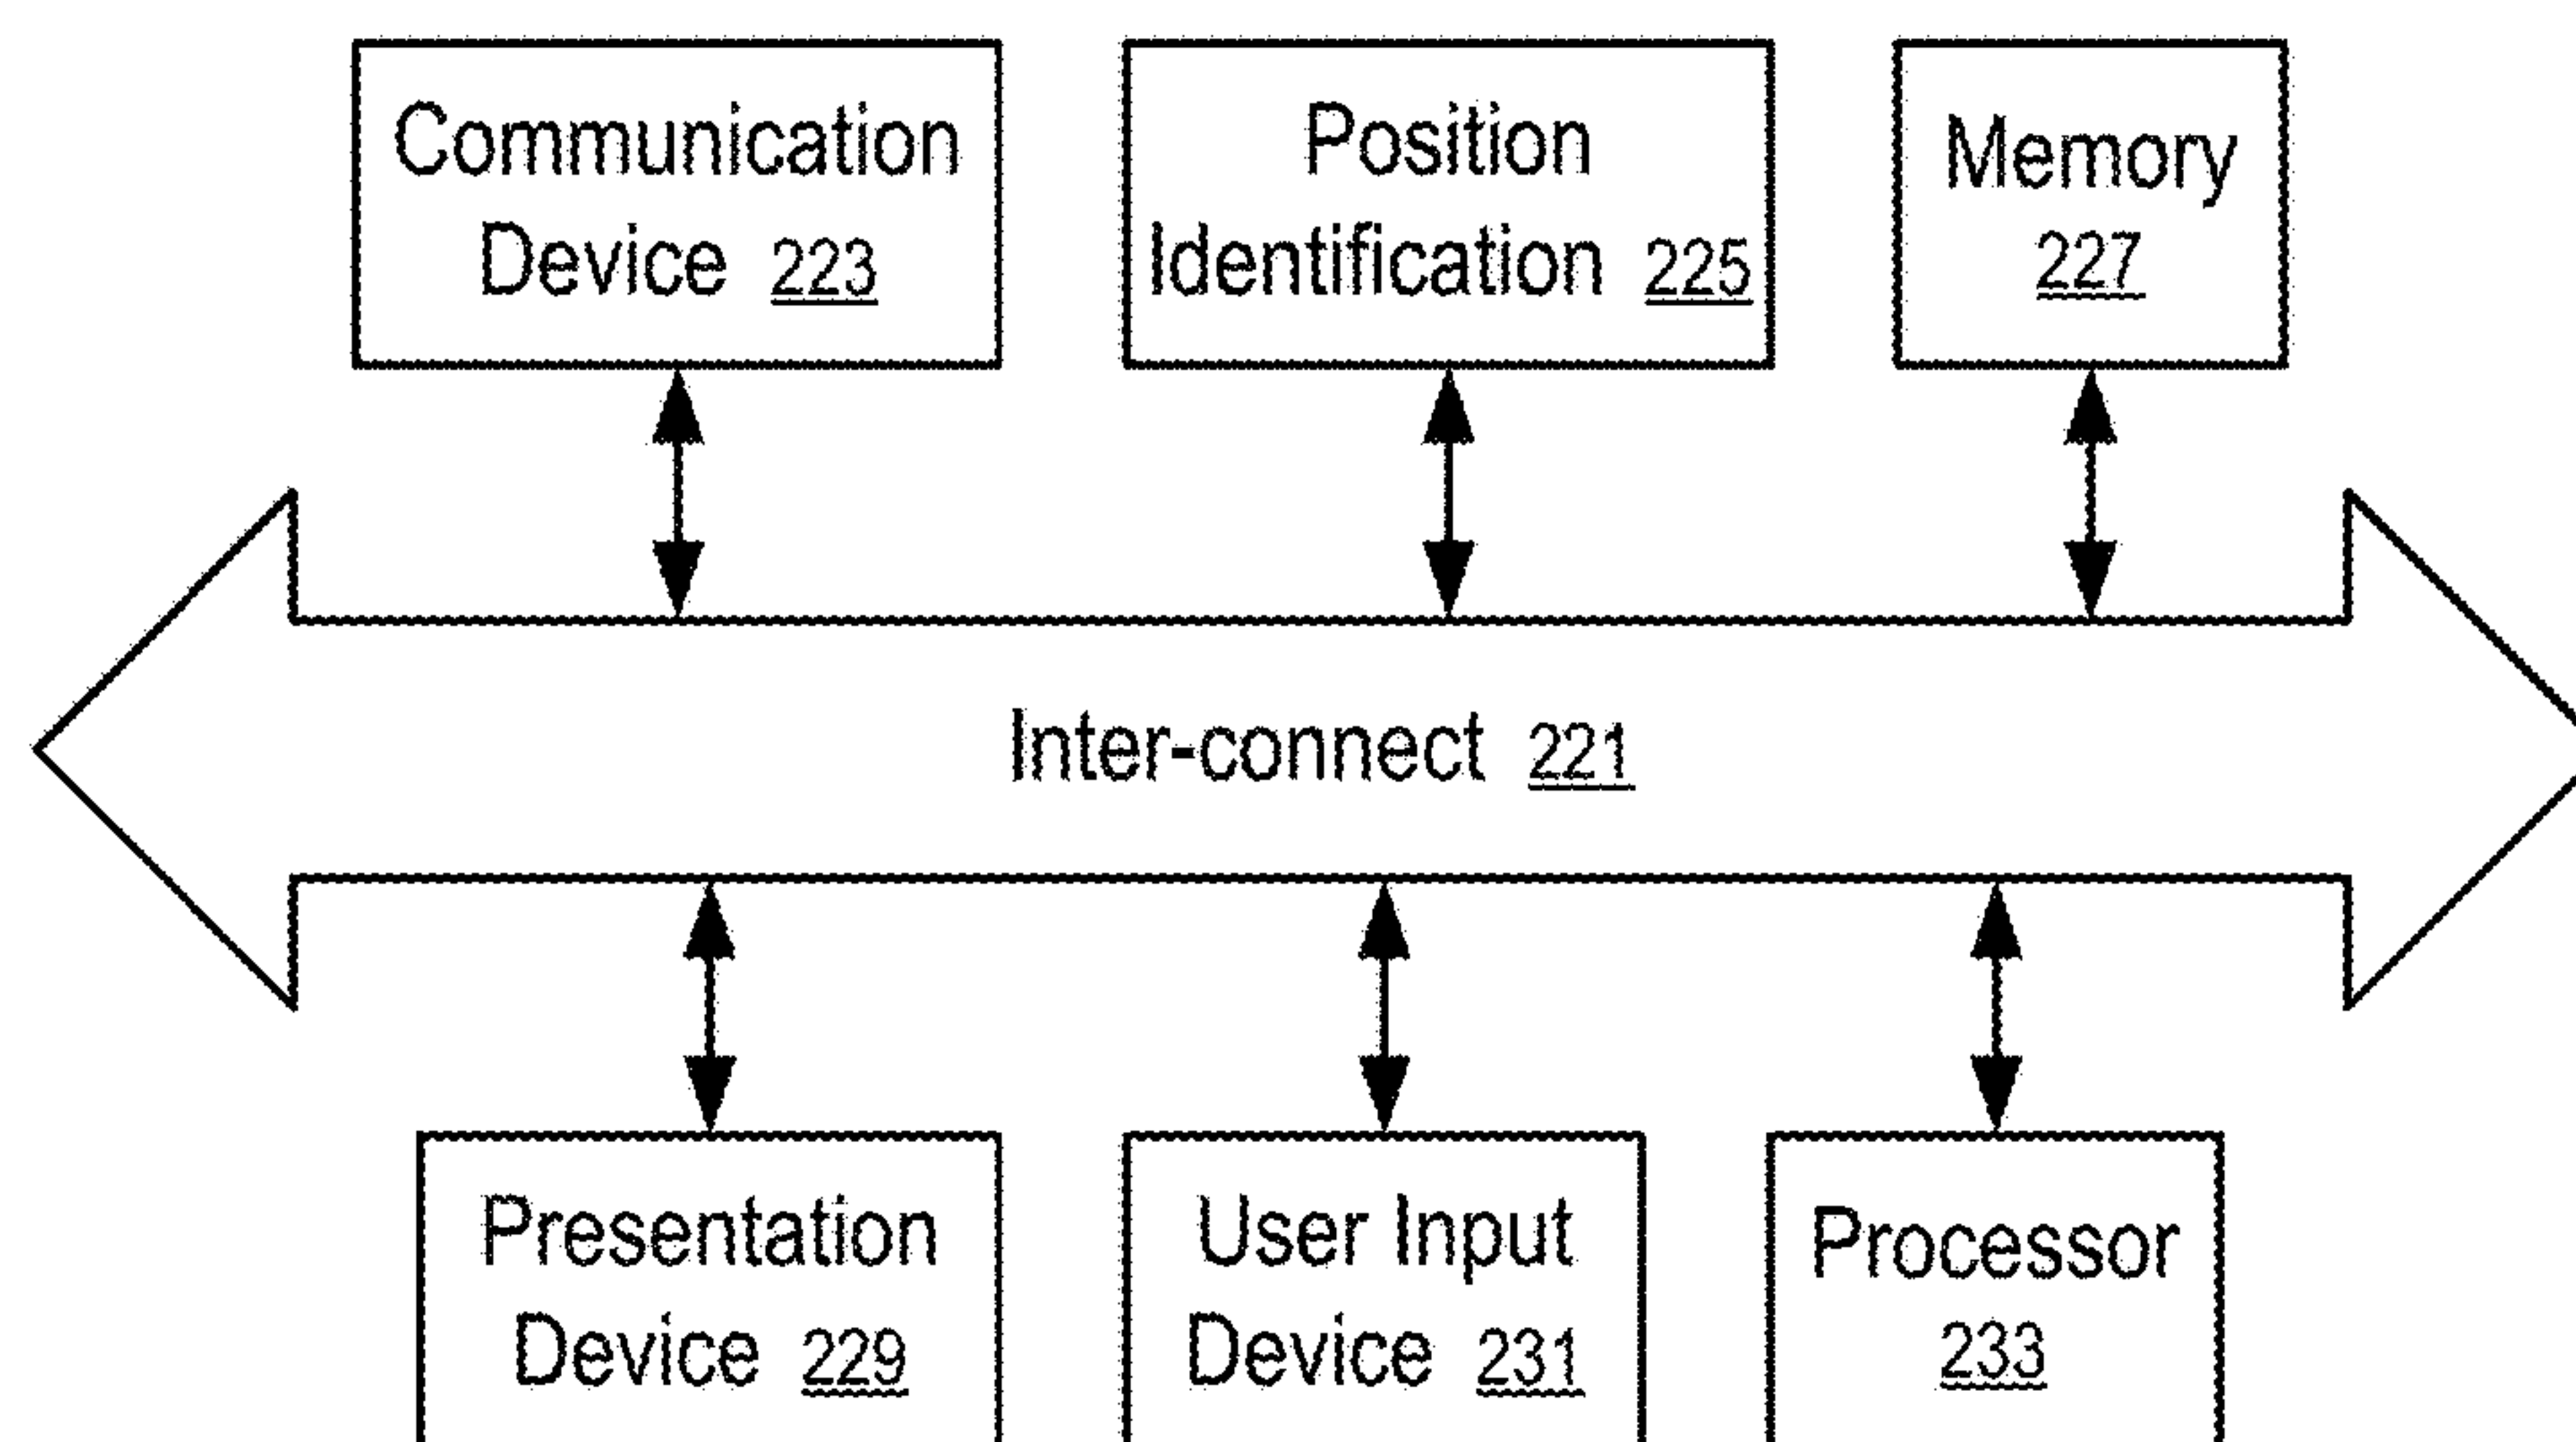 Communication
Device 223
Position
Identification 225
Memory
227
Inter-connect 221
Presentation
Device 229
User Input
Device 231
Processor
233